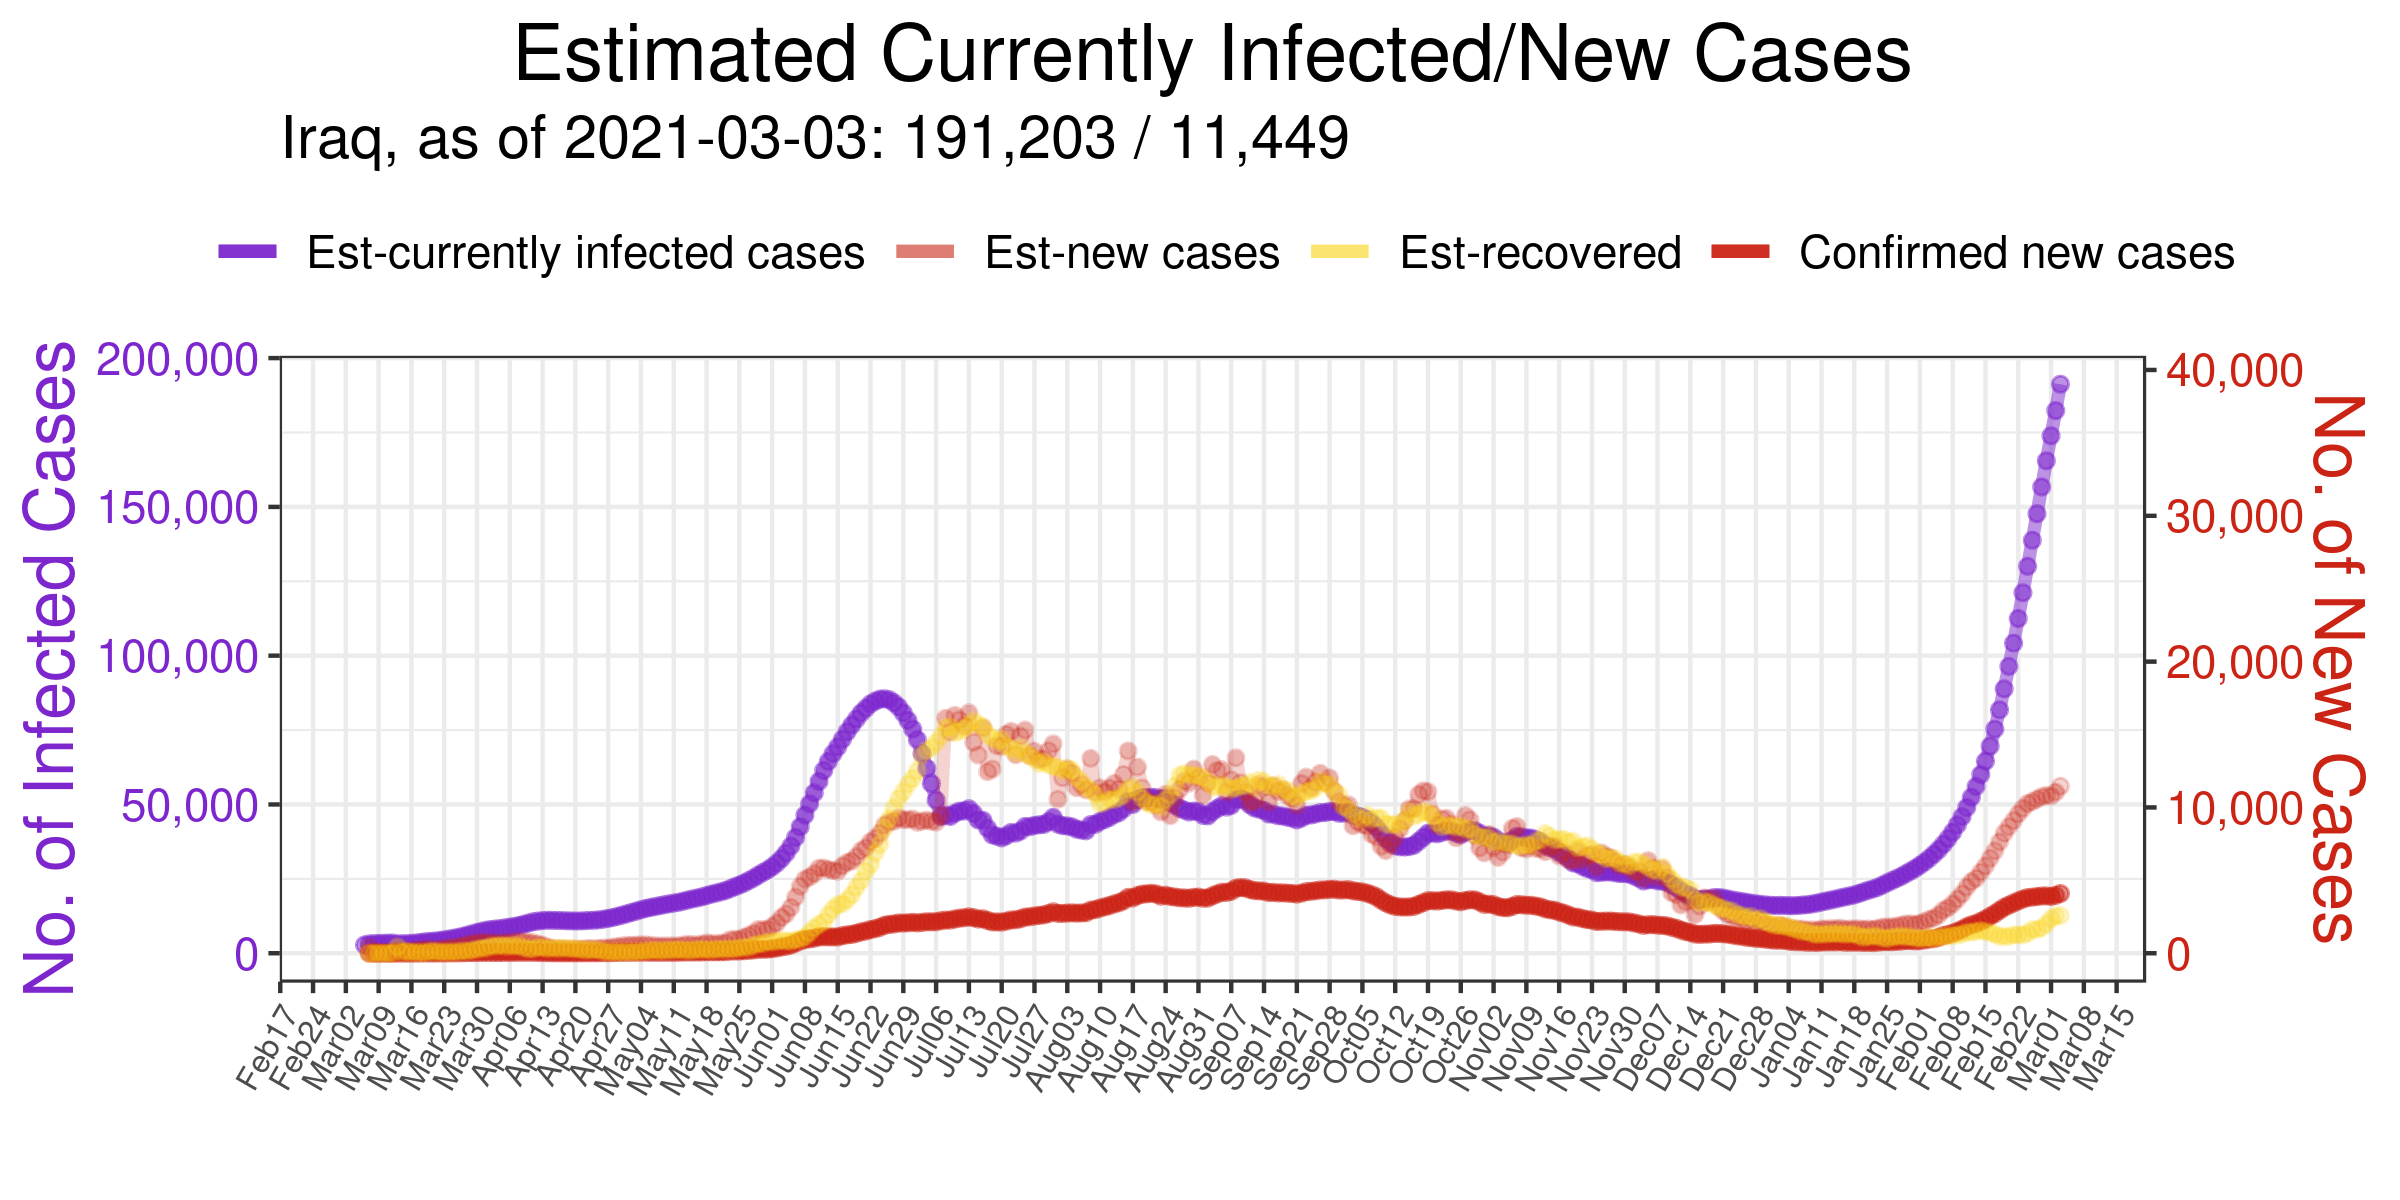 Estimated Currently Infected/New Cases
Iraq, as of 2021-03-03: 191,203 / 11,449
Est-currently infected cases Est-new cases Est-recovered Confirmed new cases
No. of Infected Cases
200,000
150,000
100,000
50,000
0
40,000
30,000
20,000
10,000
0
No. of New Cases
Feb17 Feb24 Mar02 Mar09 Mar16 Mar23 Mar30 Apr06 Apr13 Apr20 Apr27 May04 May11 May18 May25 Jun01 Jun08 Jun15 Jun22 Jun29 Jul06 Jul13 Jul20 Jul27 Aug03 Aug10 Aug17 Aug24 Aug31 Sep07 Sep14 Sep21 Sep28 Oct05 Oct12 Oct19 Oct26 Nov02 Nov09 Nov16 Nov23 Nov30 Dec07 Dec14 Dec21 Dec28 Jan04 Jan11 Jan18 Jan25 Feb01 Feb08 Feb15 Feb22 Mar01 Mar08 Mar15